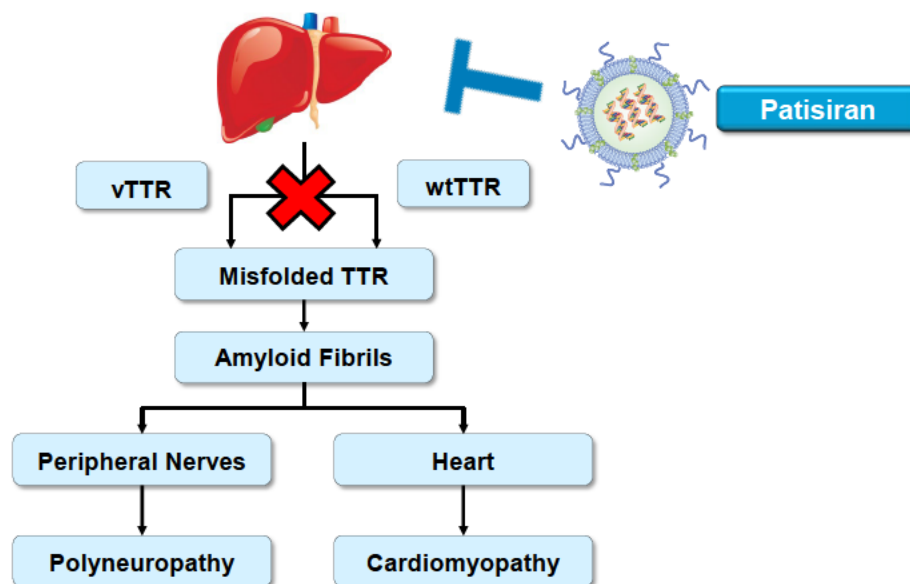 Patisiran
vTTR
wtTTR
Misfolded TTR
Amyloid Fibrils
Peripheral Nerves
Heart
Polyneuropathy
Cardiomyopathy